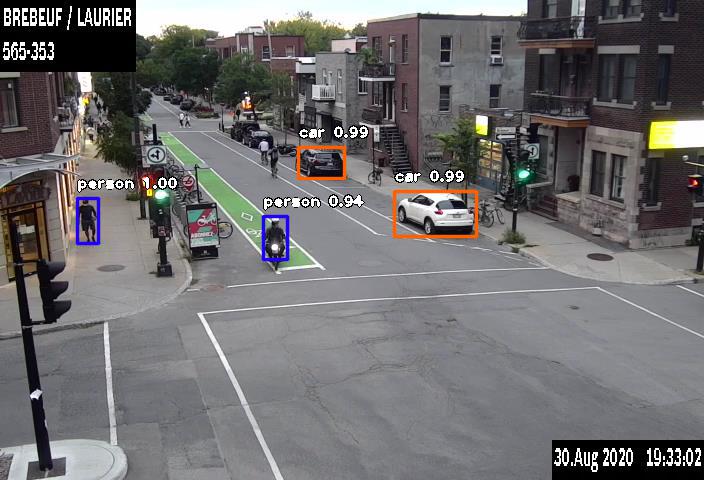 BREBEUF / LAURIER
565-353
car 0.99
person 1.00
car 0.99
person 0.94
30.Aug 2020 19:33:02